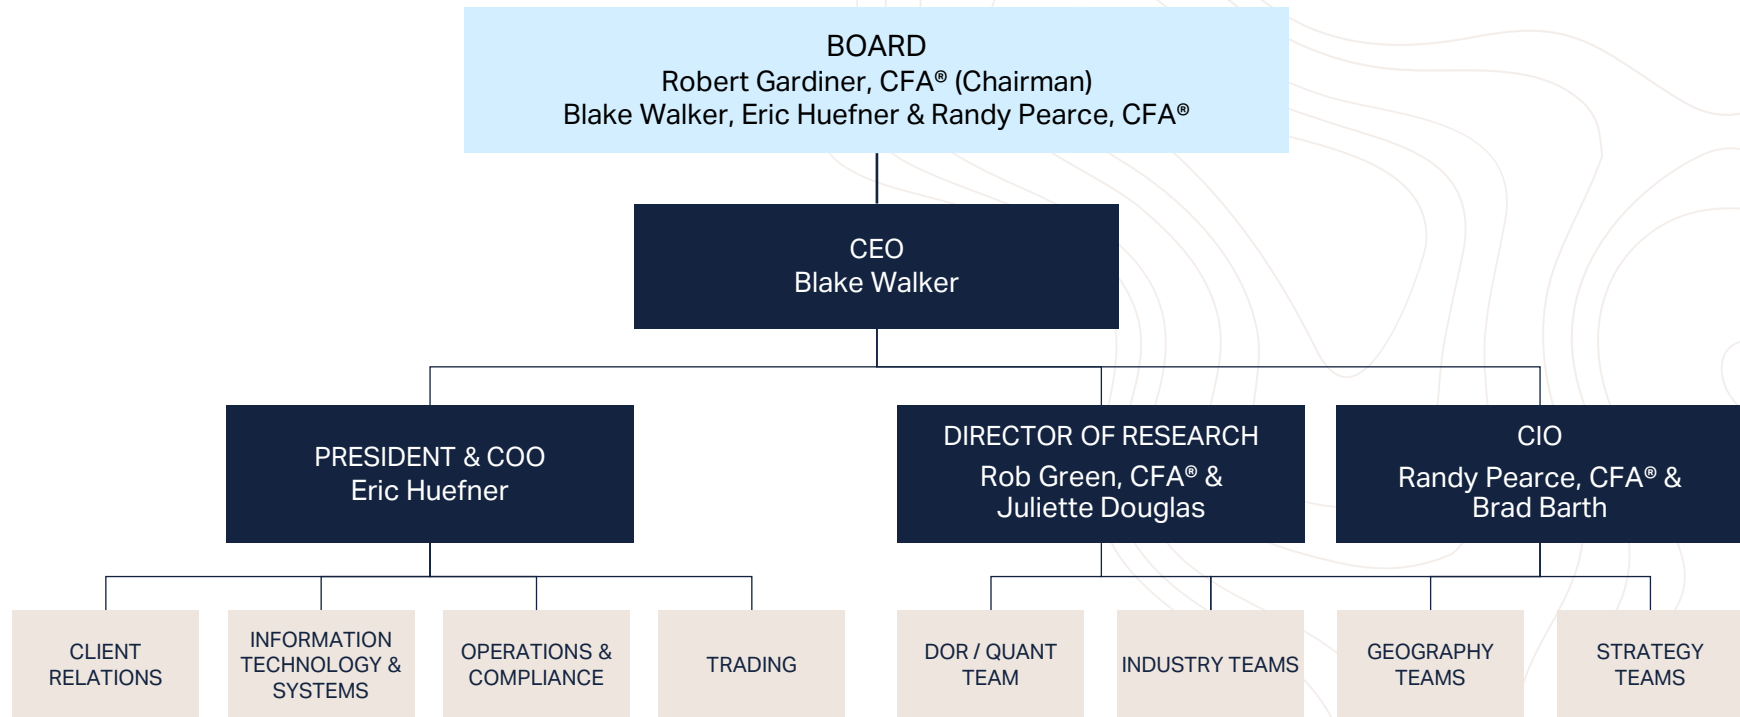 BOARD
Robert Gardiner, CFA® (Chairman)
Blake Walker, Eric Huefner & Randy Pearce, CFA®
CEO
Blake Walker
PRESIDENT & COO
Eric Huefner
DIRECTOR OF RESEARCH
Rob Green, CFA® &
Juliette Douglas
CIO
Randy Pearce, CFA® &
Brad Barth
CLIENT
RELATIONS
INFORMATION
TECHNOLOGY &
SYSTEMS
OPERATIONS &
COMPLIANCE
TRADING
DOR / QUANT
TEAM
INDUSTRY TEAMS
GEOGRAPHY
TEAMS
STRATEGY
TEAMS